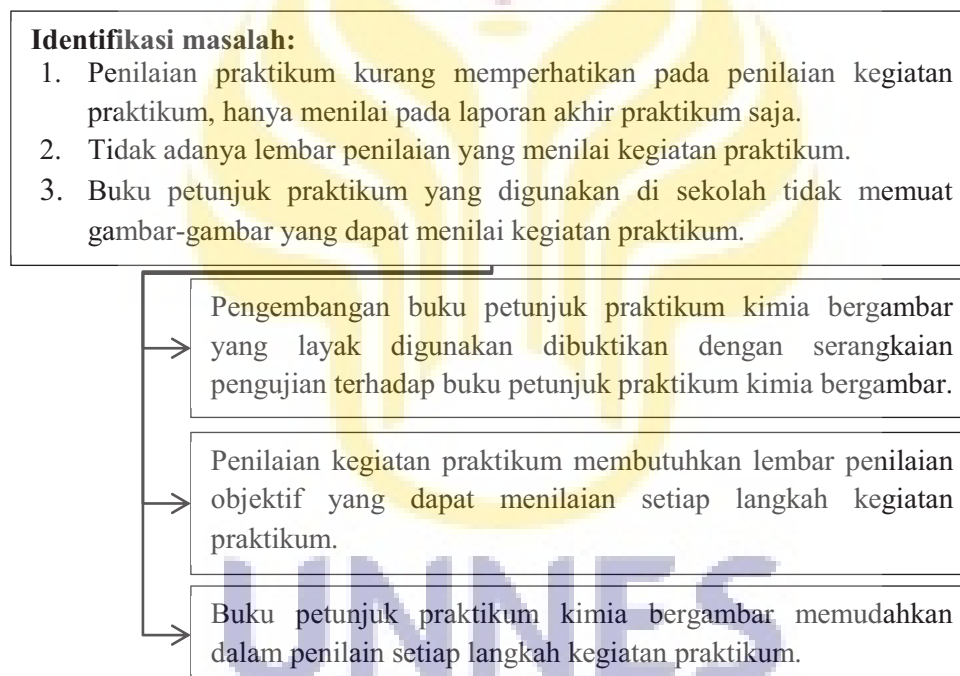 Identifikasi masalah:
1. Penilaian praktikum kurang memperhatikan pada penilaian kegiatan
praktikum, hanya menilai pada laporan akhir praktikum saja.
2. Tidak adanya lembar penilaian yang menilai kegiatan praktikum.
3. Buku petunjuk praktikum yang digunakan di sekolah tidak memuat
gambar-gambar yang dapat menilai kegiatan praktikum.
Pengembangan buku petunjuk praktikum kimia bergambar
yang layak digunakan dibuktikan dengan serangkaian
pengujian terhadap buku petunjuk praktikum kimia bergambar.
Penilaian kegiatan praktikum membutuhkan lembar penilaian
objektif yang dapat menilaian setiap langkah kegiatan
praktikum.
UNNES
Buku petunjuk praktikum kimia bergambar memudahkan
dalam penilain setiap langkah kegiatan praktikum.